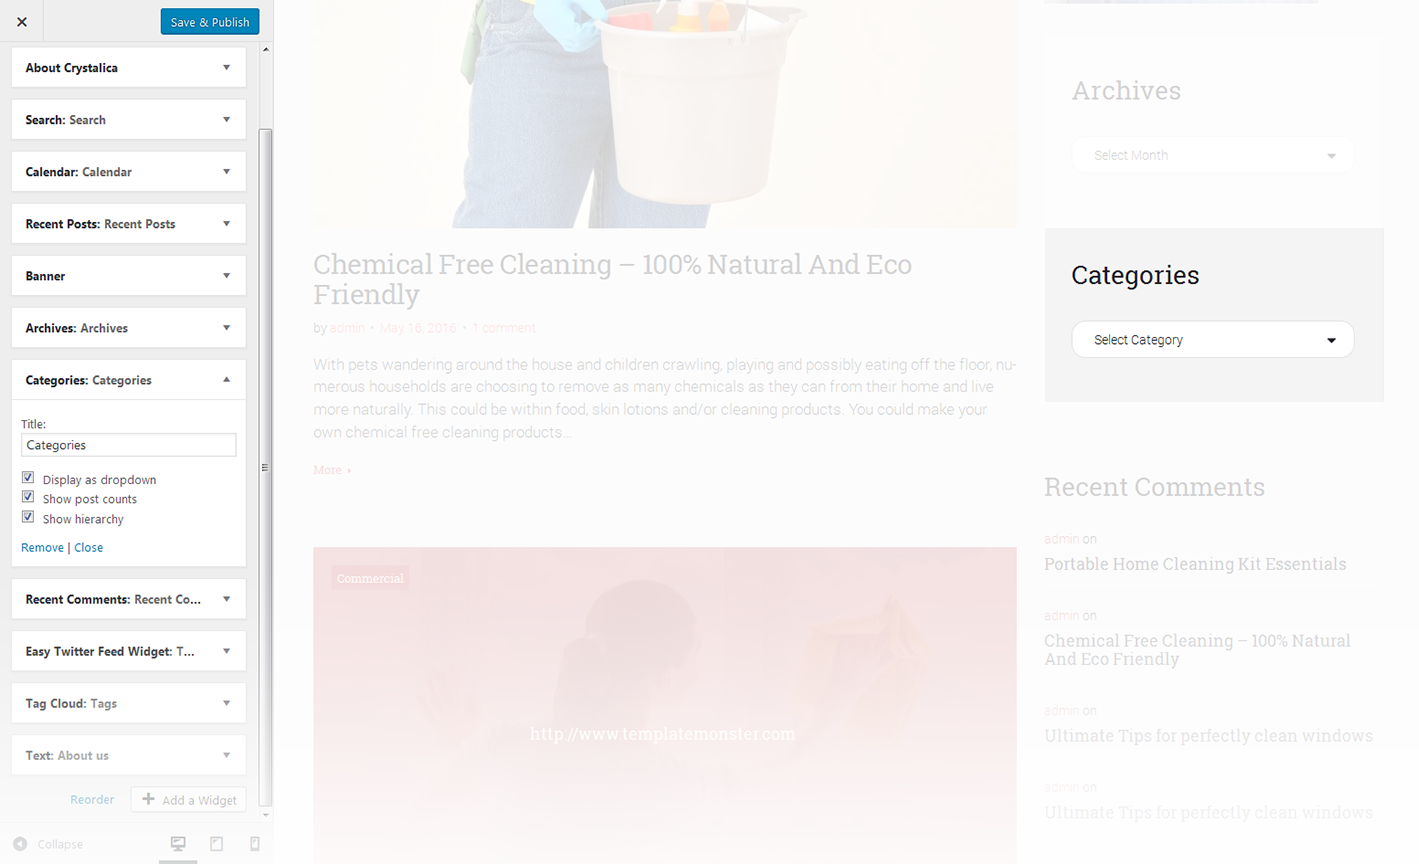 Save & Publish
About Crystalica
Search: Search
Calendar: Calendar
Recent Posts: Recent Posts
Banner
Archives: Archives
Categories: Categories
Title:
Categories
Display as dropdown
Show post counts
Show hierarchy
Remove | Close
Recent Comments: Recent Co...
Easy Twitter Feed Widget: T...
Tag Cloud: Tags
Text: About us
Reorder
Add a Widget
Collapse
Chemical Free Cleaning – 100% Natural And Eco
Friendly
by admin • May 16, 2016 • 1 comment
With pets wandering around the house and children crawling, playing and possibly eating off the floor, nu-
merous households are choosing to remove as many chemicals as they can from their home and live
more naturally. This could be within food, skin lotions and/or cleaning products. You could make your
own chemical free cleaning products...
More
Commercial
http://www.templatemonster.com
Archives
Select Month
Categories
Select Category
Recent Comments
admin on
Portable Home Cleaning Kit Essentials
admin on
Chemical Free Cleaning – 100% Natural
And Eco Friendly
admin on
Ultimate Tips for perfectly clean windows
admin on
Ultimate Tips for perfectly clean windows